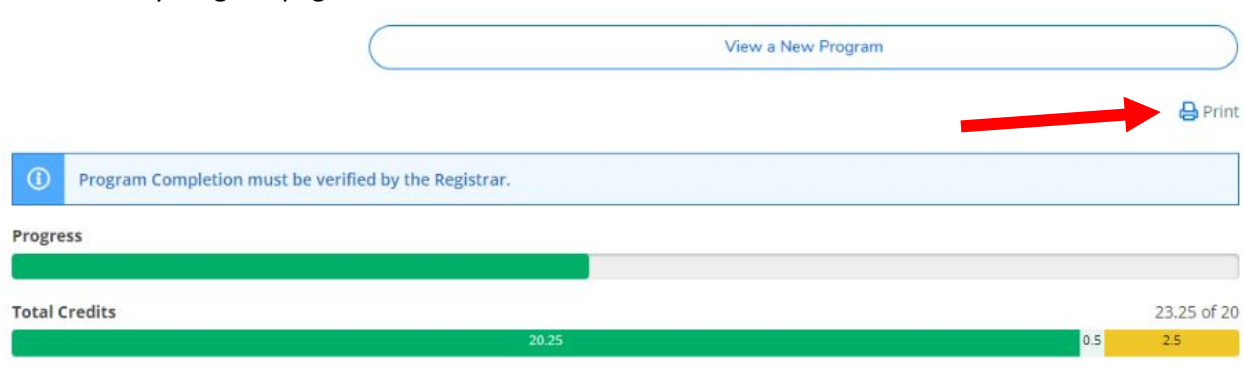 View a New Program
Print
Program Completion must be verified by the Registrar.
Progress
Total Credits 23.25 of 20
20.25 0.5 2.5